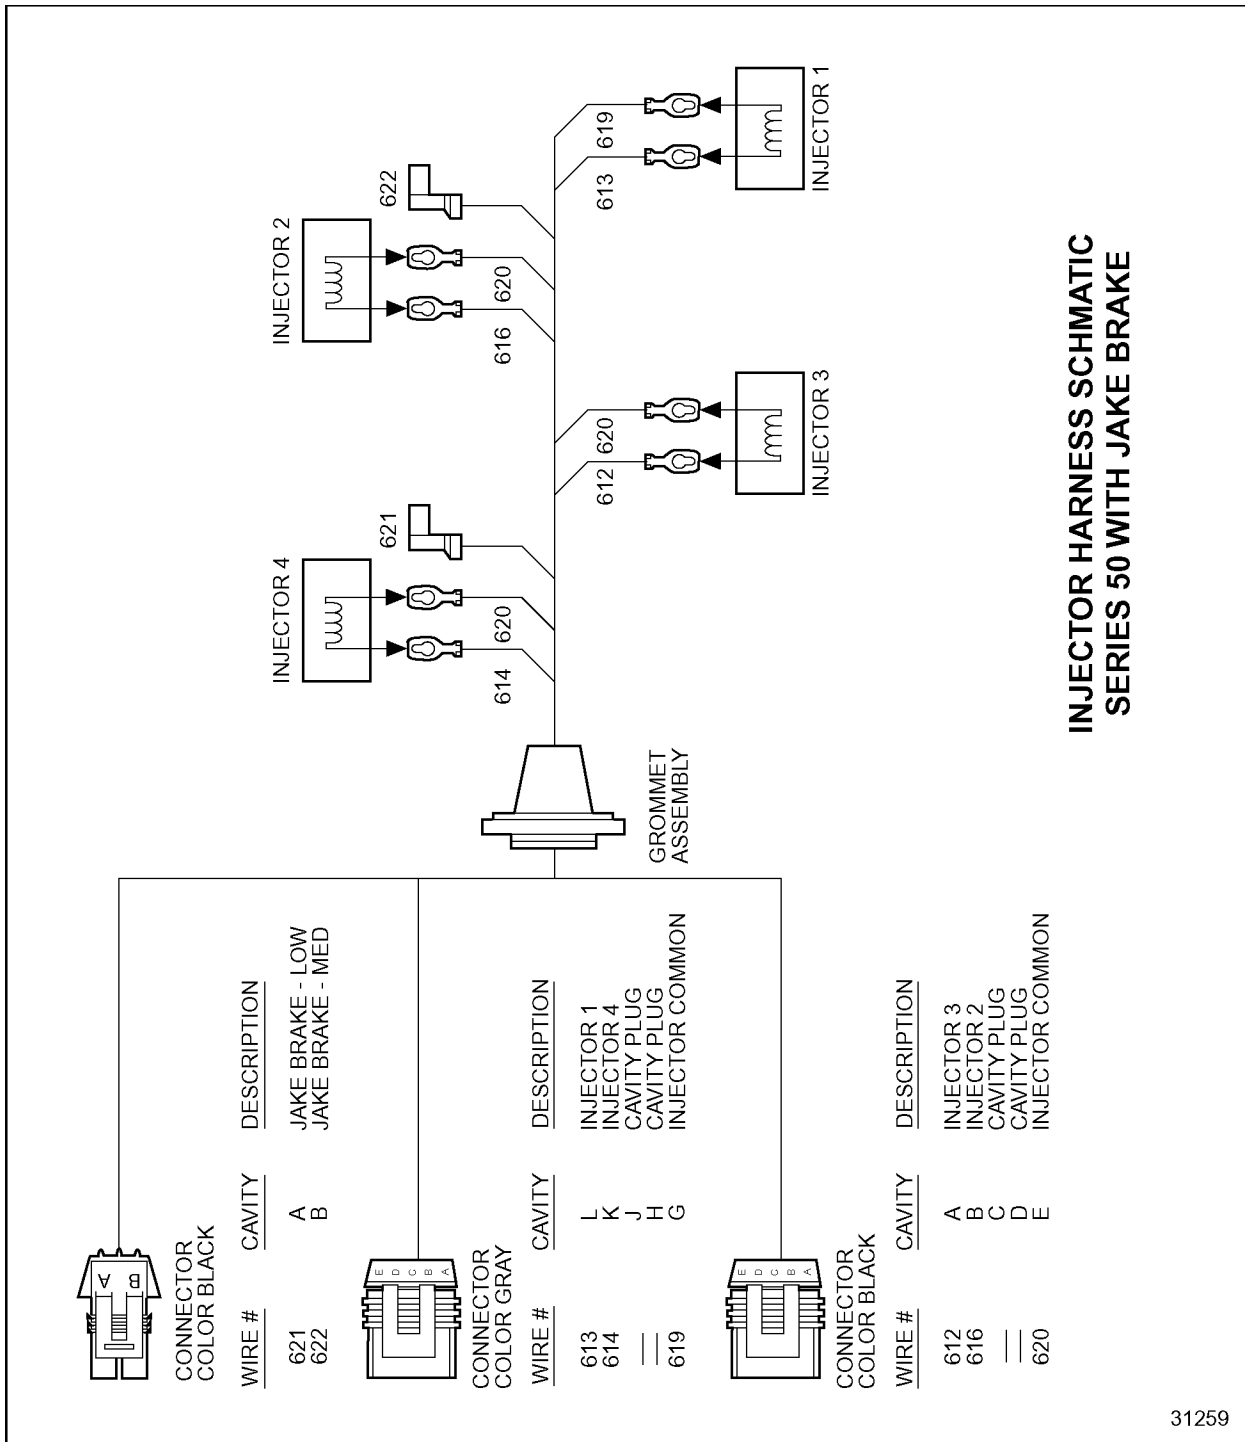 INJECTOR 4
INJECTOR 2
621
622
614
620
616
620
612
620
613
619
INJECTOR 3
INJECTOR 1
GROMMET
ASSEMBLY
A
B
CONNECTOR
COLOR BLACK
WIRE # CAVITY DESCRIPTION
621 A JAKE BRAKE - LOW
622 B JAKE BRAKE - MED
E D C B A
CONNECTOR
COLOR GRAY
WIRE # CAVITY DESCRIPTION
613 L INJECTOR 1
614 K INJECTOR 4
— J CAVITY PLUG
— H CAVITY PLUG
619 G INJECTOR COMMON
E D C B A
CONNECTOR
COLOR BLACK
WIRE # CAVITY DESCRIPTION
612 A INJECTOR 3
616 B INJECTOR 2
— C CAVITY PLUG
— D CAVITY PLUG
620 E INJECTOR COMMON
INJECTOR HARNESS SCHMATIC
SERIES 50 WITH JAKE BRAKE
31259